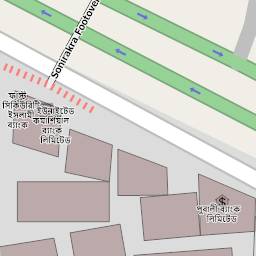 Sonirakra Footover
ফার্স্ট
সিকিউরিটি
ইসলামী
ব্যাংক
ইউনাইটেড
কমার্শিয়াল
ব্যাংক
লিমিটেড
পূবালী ব্যাংক
লিমিটেড